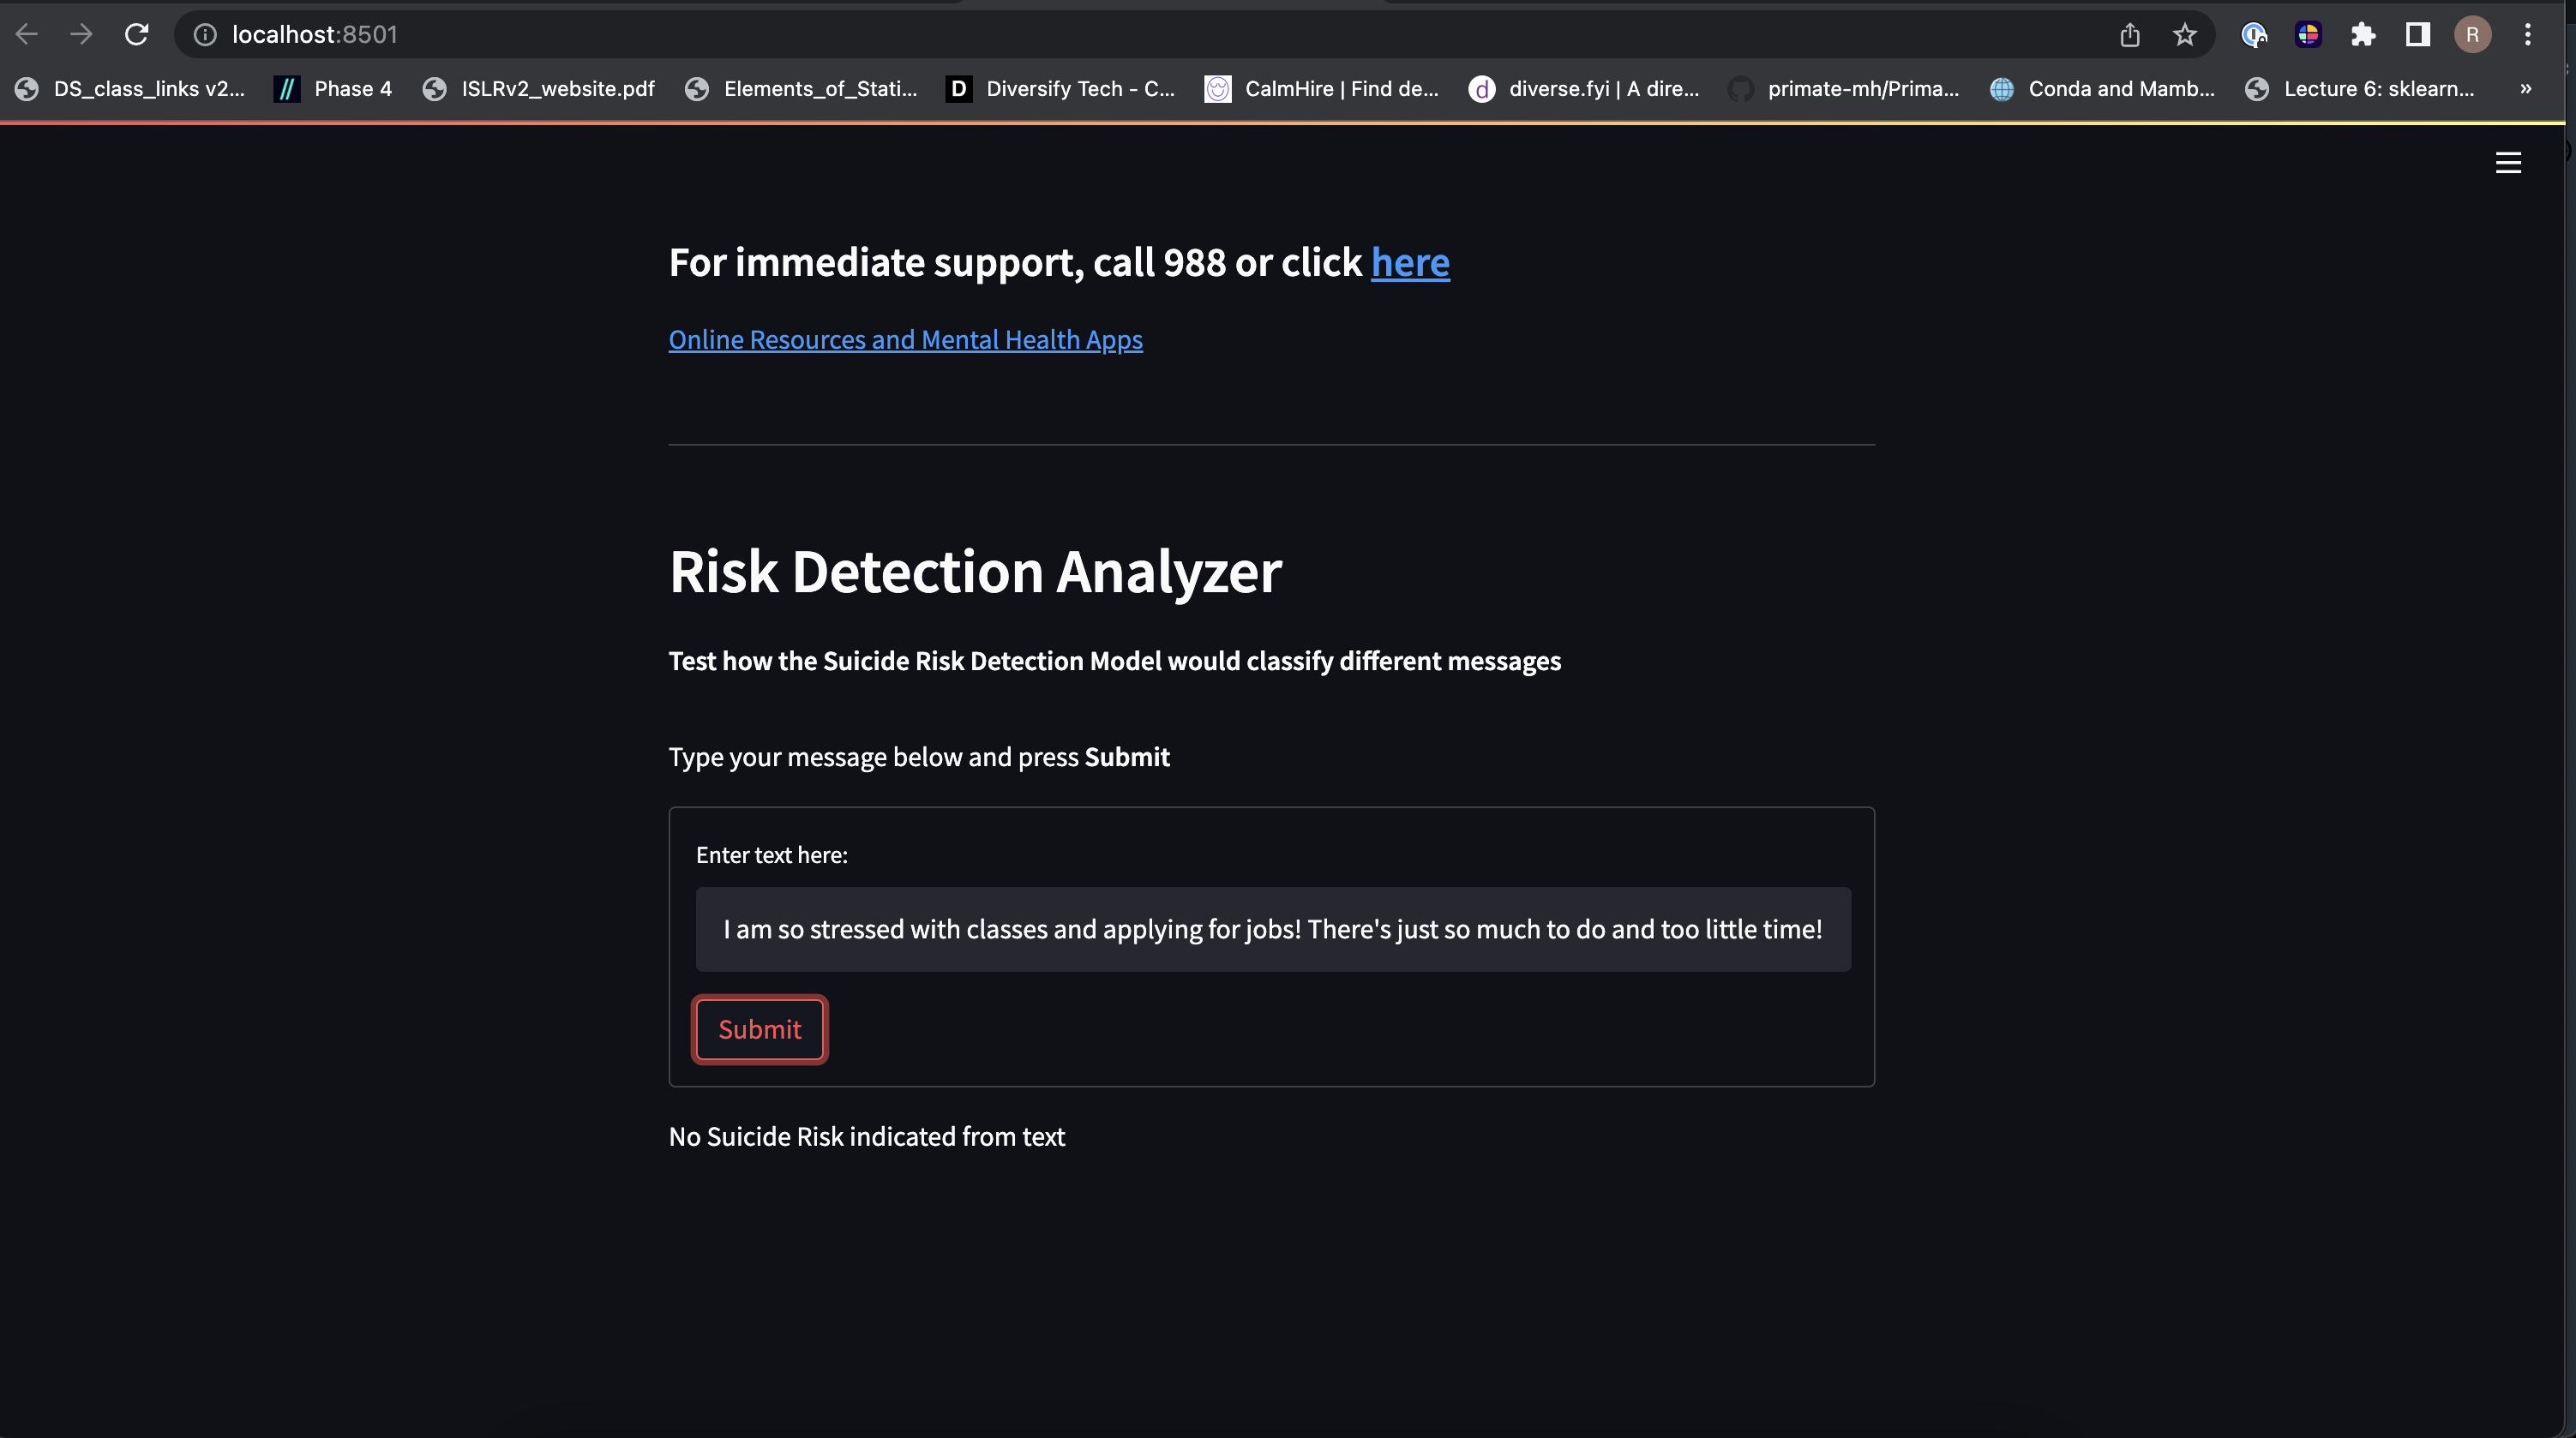 localhost:8501
R
DS_class_links v2...
Phase 4
ISLRv2_website.pdf
Elements_of_Stati...
D
Diversify Tech - C...
CalmHire | Find de...
d
diverse.fyi | A dire...
primate-mh/Prima...
Conda and Mamb...
Lecture 6: sklearn...
»
For immediate support, call 988 or click here
Online Resources and Mental Health Apps
Risk Detection Analyzer
Test how the Suicide Risk Detection Model would classify different messages
Type your message below and press Submit
Enter text here:
I am so stressed with classes and applying for jobs! There's just so much to do and too little time!
Submit
No Suicide Risk indicated from text